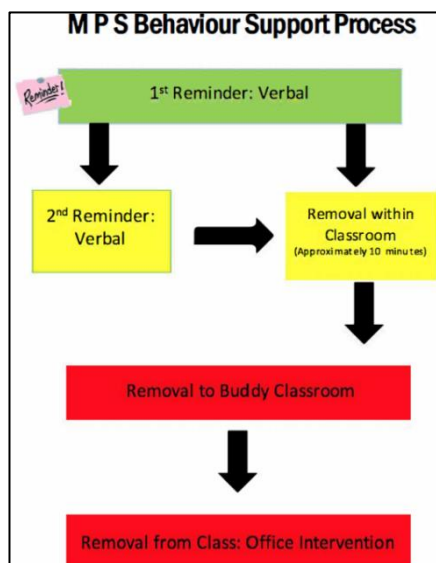 M P S Behaviour Support Process
Reminder!
1st Reminder: Verbal
2nd Reminder:
Verbal
Removal within
Classroom
(Approximately 10 minutes)
Removal to Buddy Classroom
Removal from Class: Office Intervention